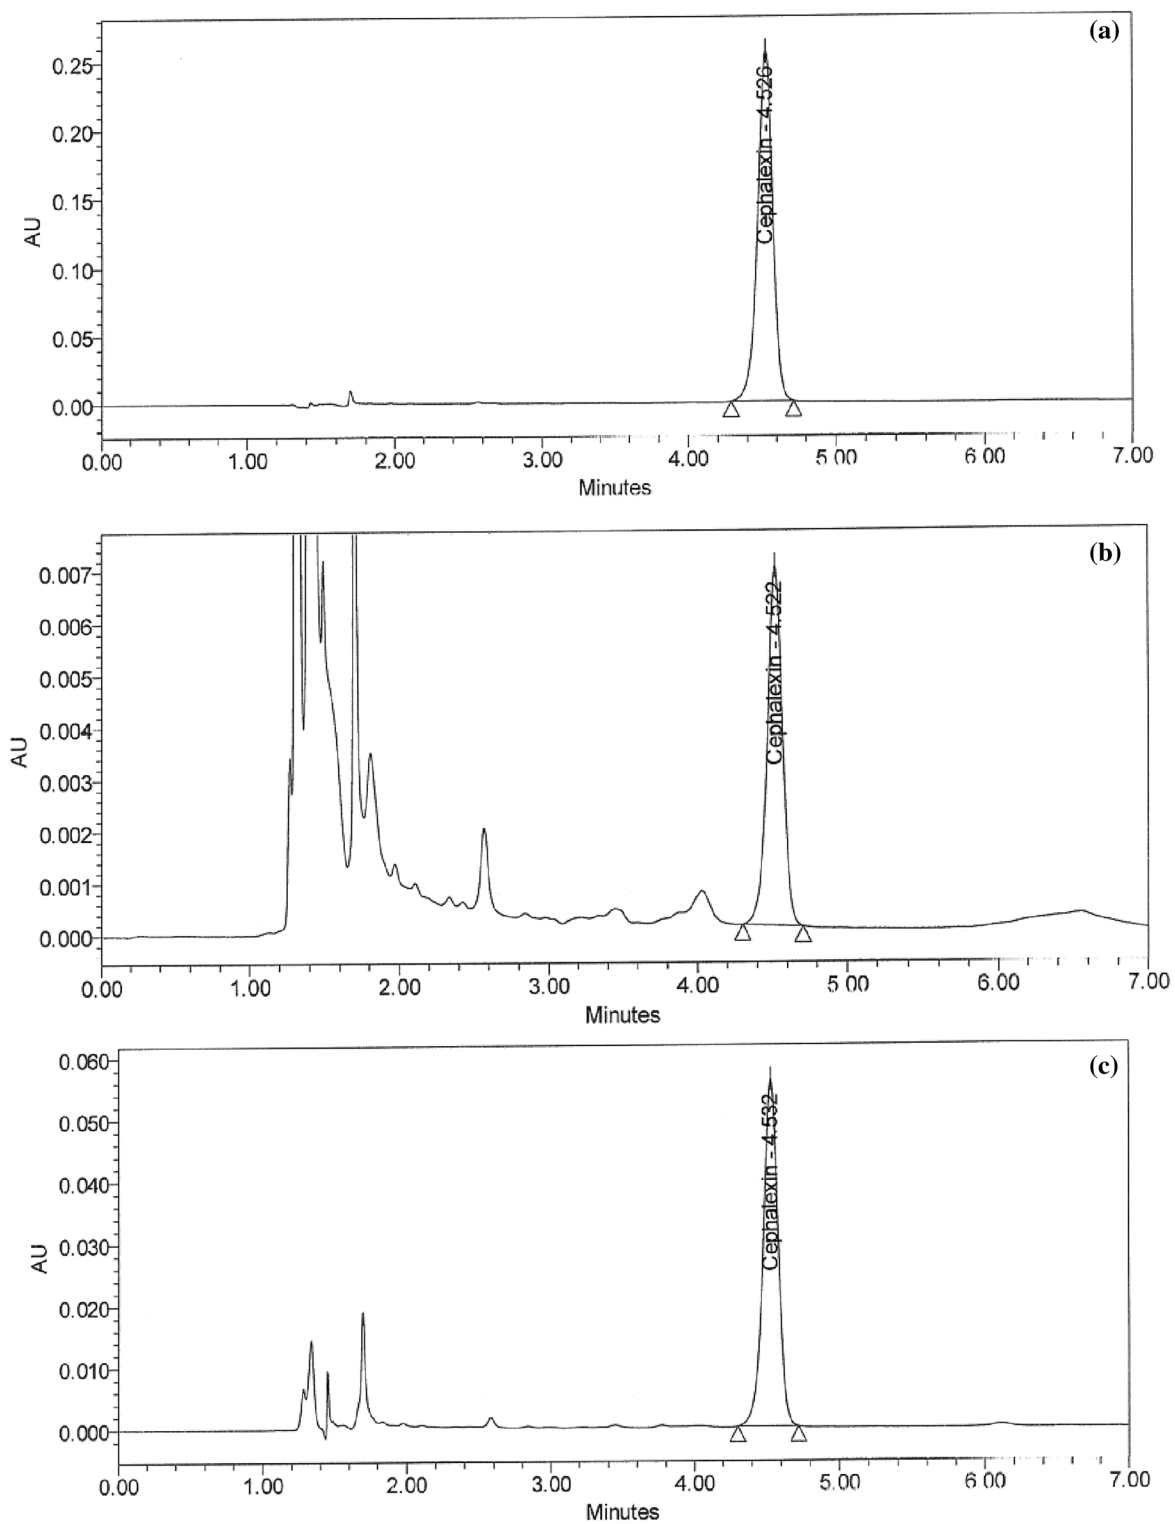 (a)
0.25
0.20
0.15
0.10
0.05
0.00
AU
Cephalexin - 4.526
0.00 1.00 2.00 3.00 4.00 5 00 6 00 7.00
Minutes
(b)
0.007
0.006
0.005
0.004
0.003
0.002
0.001
0.000
AU
Cephalexin - 4.522
0.00 1.00 2.00 3.00 4.00 5 00 6.00 7.00
Minutes
(c)
0.060
0.050
0.040
0.030
0.020
0.010
0.000
AU
Cephalexin - 4.532
0.00 1.00 2.00 3.00 4.00 5.00 6 00 7.00
Minutes